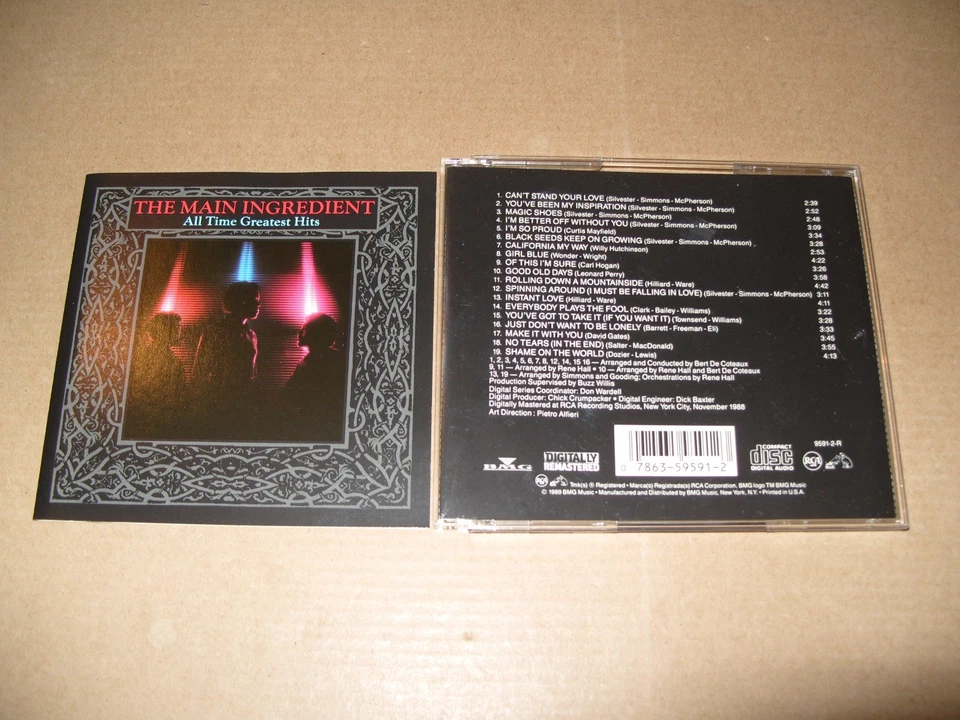 THE MAIN INGREDIENT
All Time Greatest Hits
1. CAN'T STAND YOUR LOVE (Silvester - Simmons - McPherson) 2:39
2. YOU'VE BEEN MY INSPIRATION (Silvester - Simmons - McPherson) 2:52
3. MAGIC SHOES (Silvester - Simmons - McPherson) 2:48
4. I'M BETTER OFF WITHOUT YOU (Silvester - Simmons - McPherson) 3:09
5. I'M SO PROUD (Curtis Mayfield) 3:34
6. BLACK SEEDS KEEP ON GROWING (Silvester - Simmons - McPherson) 3:28
7. CALIFORNIA MY WAY (Willy Hutchinson) 2:53
8. GIRL BLUE (Wonder - Wright) 4:22
9. OF THIS I'M SURE (Carl Hogan) 3:26
10. GOOD OLD DAYS (Leonard Perry) 3:58
11. ROLLING DOWN A MOUNTAINSIDE (Hilliard - Ware) 4:42
12. SPINNING AROUND (I MUST BE FALLING IN LOVE) (Silvester - Simmons - McPherson) 3:11
13. INSTANT LOVE (Hilliard - Ware) 4:11
14. EVERYBODY PLAYS THE FOOL (Clark - Bailey - Williams) 3:22
15. YOU'VE GOT TO TAKE IT (IF YOU WANT IT) (Townsend - Williams) 3:28
16. JUST DON'T WANT TO BE LONELY (Barrett - Freeman - Eli) 3:33
17. MAKE IT WITH YOU (David Gates) 3:45
18. NO TEARS (IN THE END) (Salter - MacDonald) 3:55
19. SHAME ON THE WORLD (Dozier - Lewis) 4:13
1, 2, 3, 4, 5, 6, 7, 8, 12, 14, 15 16 — Arranged and Conducted by Bert De Coteaux
9, 11 — Arranged by Rene Hall • 10 — Arranged by Rene Hall and Bert De Coteaux
13, 19 — Arranged by Simmons and Gooding; Orchestrations by Rene Hall
Production Supervised by Buzz Willis
Digital Series Coordinator: Don Wardell
Digital Producer: Chick Crumpacker • Digital Engineer: Dick Baxter
Digitally Mastered at RCA Recording Studios, New York City, November 1988
Art Direction : Pietro Alfieri
9591-2-R
BMG
DIGITALLY
REMASTERED
0 7863-59591-2
COMPACT
disc
DIGITAL AUDIO
RCA
RCA Tmk(s) ® Registered • Marca(s) Registrada(s) RCA Corporation, BMG logo TM BMG Music
© 1989 BMG Music • Manufactured and Distributed by BMG Music, New York, N.Y. • Printed in U.S.A.